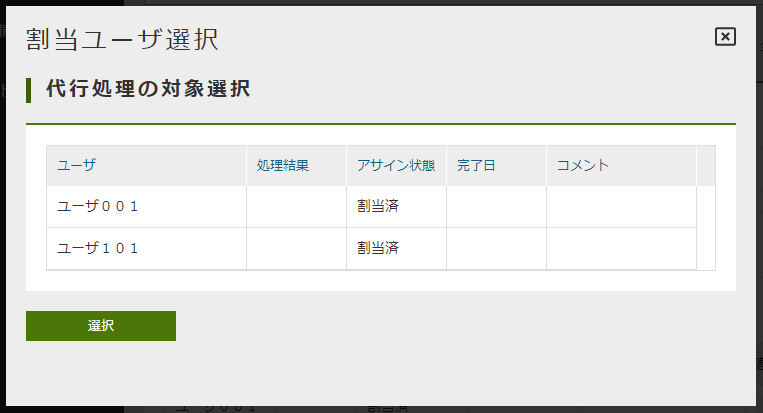 割当ユーザ選択
代行処理の対象選択
ユーザ 処理結果 アサイン状態 完了日 コメント
ユーザ００１ 割当済
ユーザ１０１ 割当済
選択